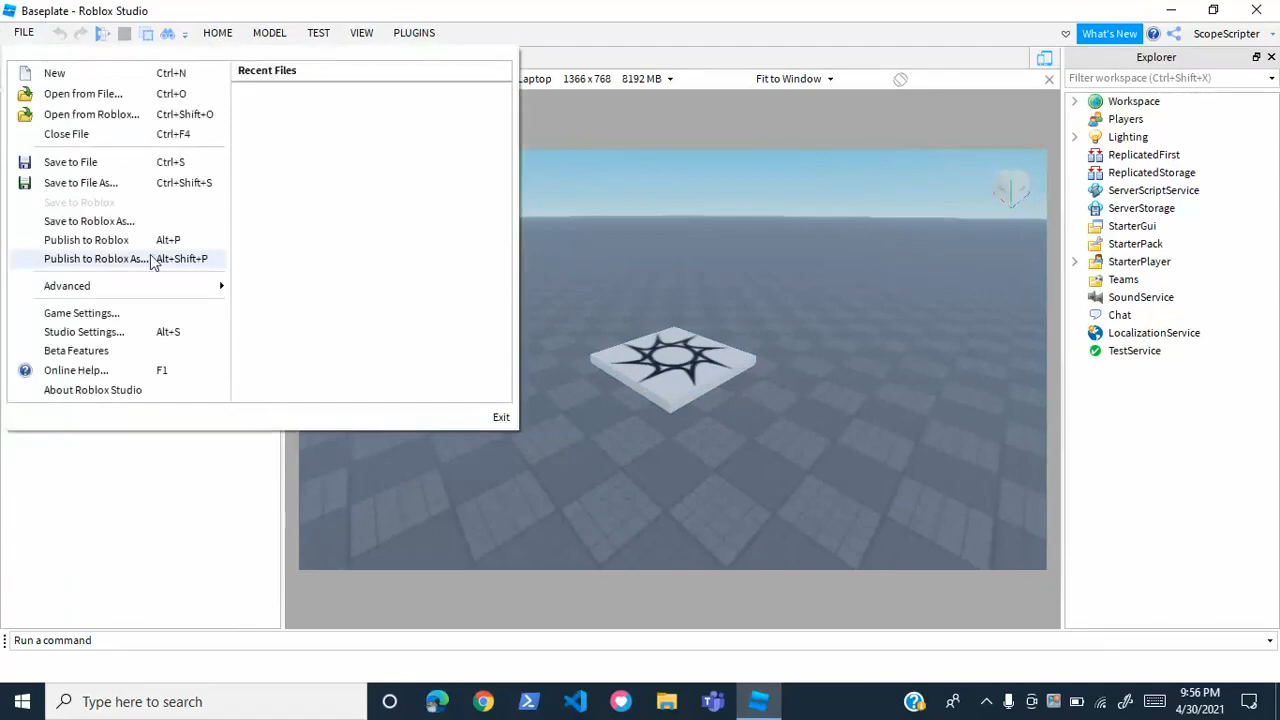 Baseplate - Roblox Studio
FILE HOME MODEL TEST VIEW PLUGINS What's New ScopeScripter
New Ctrl+N
Open from File... Ctrl+O
Open from Roblox... Ctrl+Shift+O
Close File Ctrl+F4
Save to File Ctrl+S
Save to File As... Ctrl+Shift+S
Save to Roblox
Save to Roblox As...
Publish to Roblox Alt+P
Publish to Roblox As... Alt+Shift+P
Advanced
Game Settings...
Studio Settings... Alt+S
Beta Features
Online Help... F1
About Roblox Studio
Recent Files
Exit
1366 x 768 8192 MB Fit to Window
Explorer
Filter workspace (Ctrl+Shift+X)
Workspace
Players
Lighting
ReplicatedFirst
ReplicatedStorage
ServerScriptService
ServerStorage
StarterGui
StarterPack
StarterPlayer
Teams
SoundService
Chat
LocalizationService
TestService
Run a command
Type here to search
9:56 PM
4/30/2021